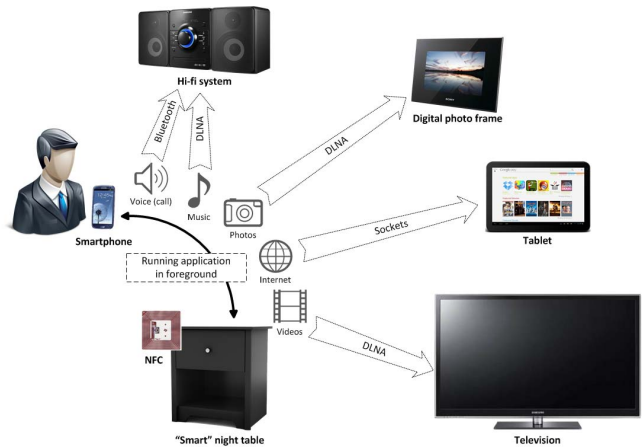 Hi-fi system
Bluetooth
DLNA
Digital photo frame
DLNA
Voice (call)
Music
Photos
Smartphone
Sockets
Tablet
Running application
in foreground
Internet
Videos
NFC
DLNA
SAMSUNG
"Smart" night table
Television